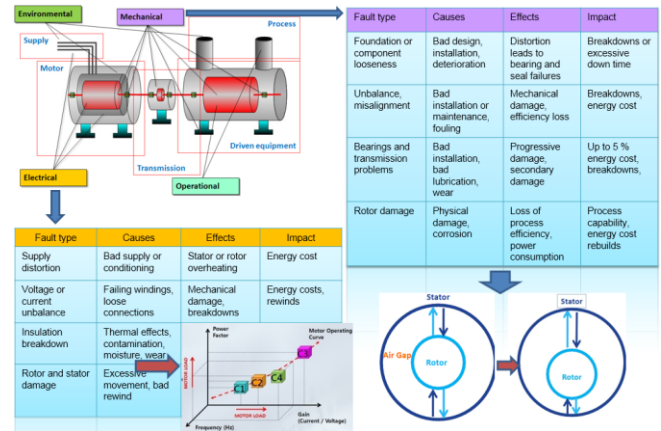 Environmental
Mechanical
Process
Supply
Motor
Transmission
Driven equipment
Electrical
Operational
Fault type Causes Effects Impact
Foundation or component looseness
Bad design, installation, deterioration
Distortion leads to bearing and seal failures
Breakdowns or excessive down time
Unbalance, misalignment
Bad installation or maintenance, fouling
Mechanical damage, efficiency loss
Breakdowns, energy cost
Bearings and transmission problems
Bad installation, bad lubrication, wear
Progressive damage, secondary damage
Up to 5 % energy cost, breakdowns,
Rotor damage
Physical damage, corrosion
Loss of process efficiency, power consumption
Process capability, energy cost rebuilds
Fault type Causes Effects Impact
Supply distortion
Bad supply or conditioning
Stator or rotor overheating
Energy cost
Voltage or current unbalance
Failing windings, loose connections
Mechanical damage, breakdowns
Energy costs, rewinds
Insulation breakdown
Thermal effects, contamination, moisture, wear
Rotor and stator damage
Excessive movement, bad rewind
Power Factor
Motor Operating Curve
MOTOR LOAD
C1
C2
C4
C3
MOTOR LOAD
Frequency (Hz)
Gain (Current / Voltage)
Stator
Air Gap
Rotor
Stator
Rotor